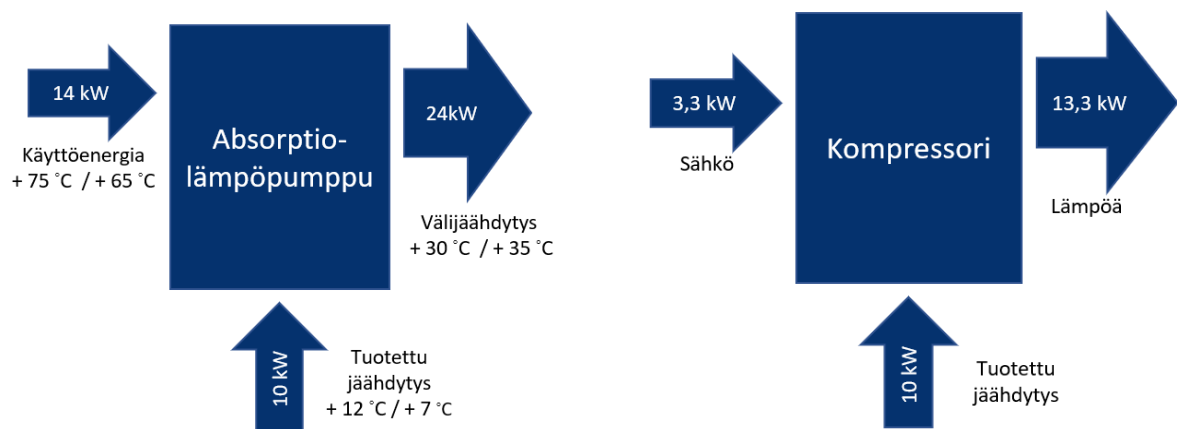 14 kW
Käyttöenergia
+ 75 ˚C / + 65 ˚C
Absorptio-
lämpöpumppu
24kW
Välijäähdytys
+ 30 ˚C / + 35 ˚C
10 kW
Tuotettu
jäähdytys
+ 12 ˚C / + 7 ˚C
3,3 kW
Sähkö
Kompressori
13,3 kW
Lämpöä
10 kW
Tuotettu
jäähdytys